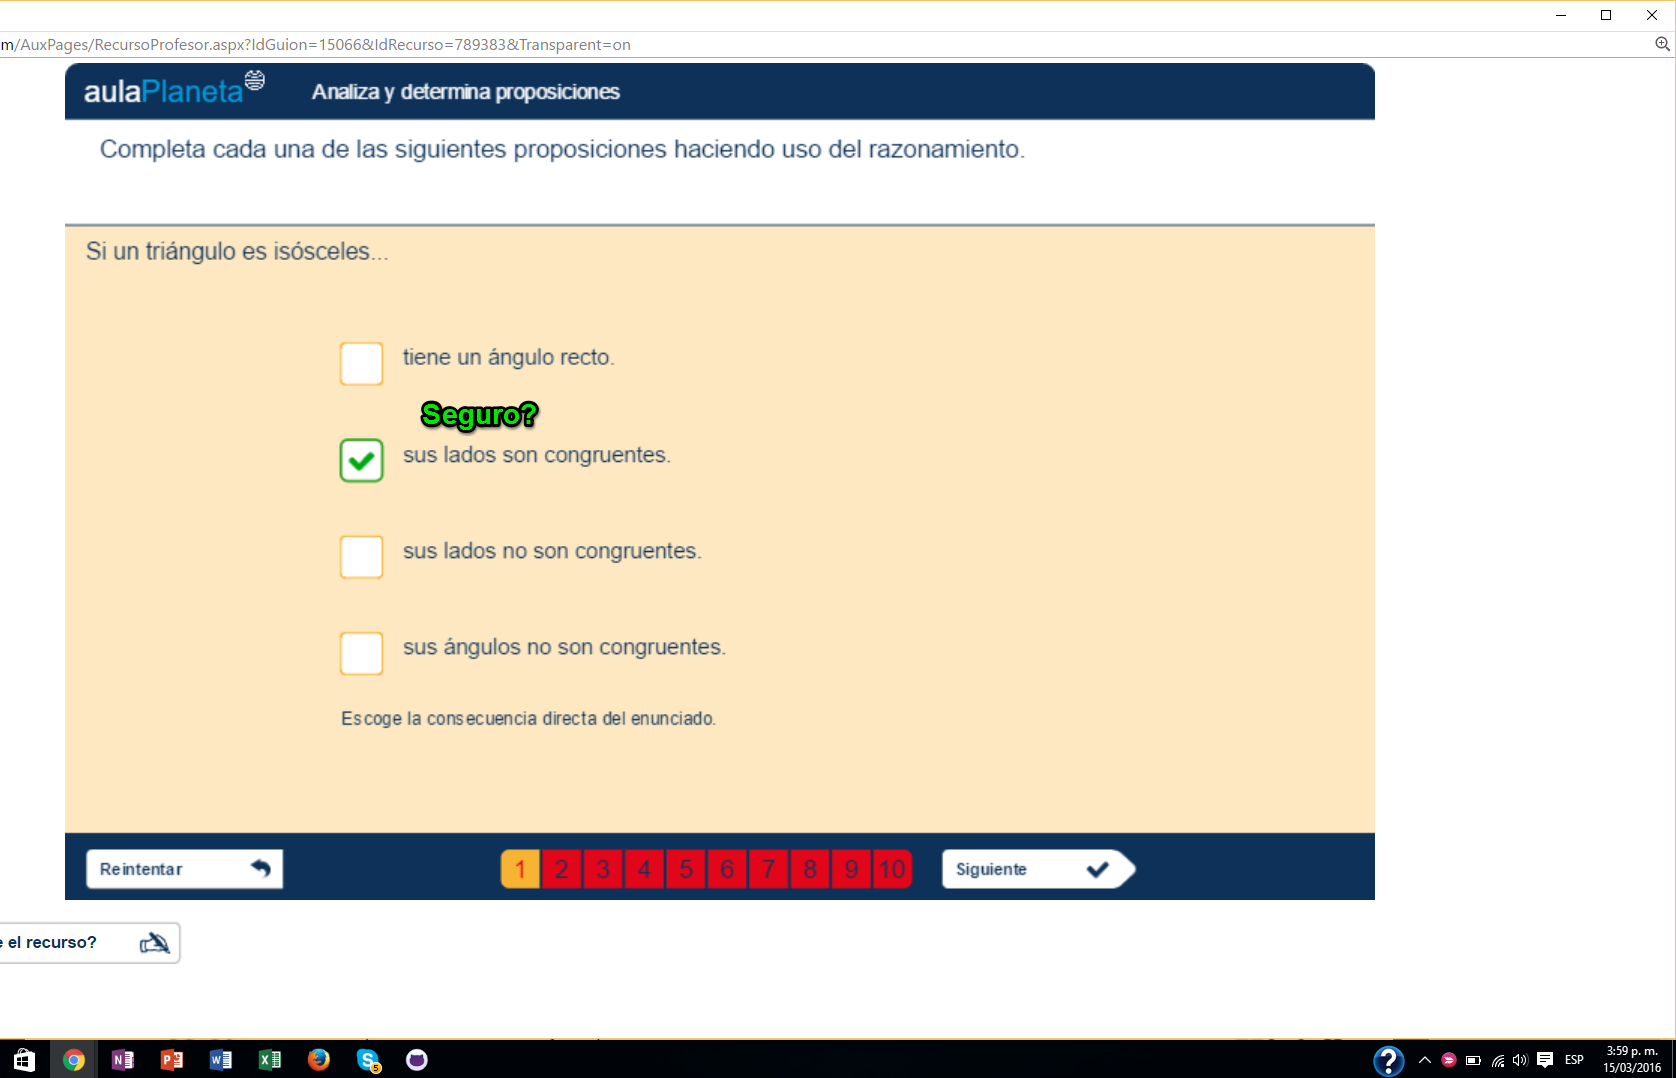 m/AuxPages/RecursoProfesor.aspx?IdGuion=15066&IdRecurso=789383&Transparent=on
aulaPlaneta
Analiza y determina proposiciones
Completa cada una de las siguientes proposiciones haciendo uso del razonamiento.
Si un triángulo es isósceles...
tiene un ángulo recto.
Seguro?
sus lados son congruentes.
sus lados no son congruentes.
sus ángulos no son congruentes.
Escoge la consecuencia directa del enunciado.
Reintentar
1 2 3 4 5 6 7 8 9 10
Siguiente
e el recurso?
ESP
3:59 p. m.
15/03/2016